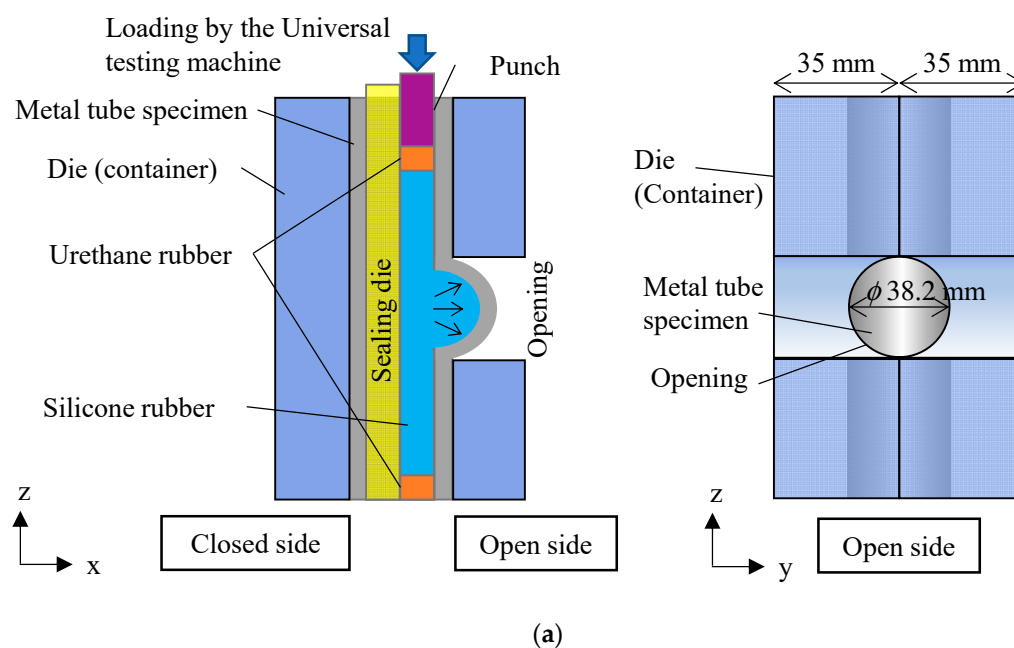 Loading by the Universal
testing machine
Punch
Metal tube specimen
Die (container)
Urethane rubber
Sealing die
Opening
Silicone rubber
z
x
Closed side
Open side
35 mm
35 mm
Die
(Container)
Metal tube
specimen
ϕ 38.2 mm
Opening
z
y
Open side
(a)